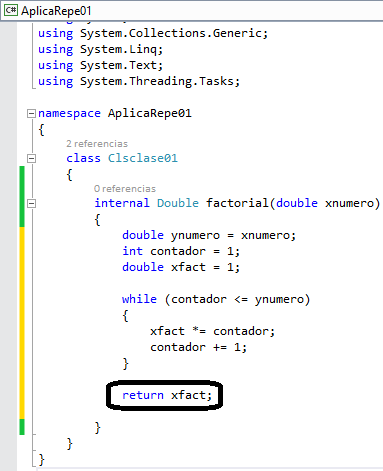 C# AplicaRepe01
using System.Collections.Generic;
using System.Linq;
using System.Text;
using System.Threading.Tasks;
namespace AplicaRepe01
{
2 referencias
class Clsclase01
{
0 referencias
internal Double factorial(double xnumero)
{
double ynumero = xnumero;
int contador = 1;
double xfact = 1;
while (contador <= ynumero)
{
xfact *= contador;
contador += 1;
}
return xfact;
}
}
}